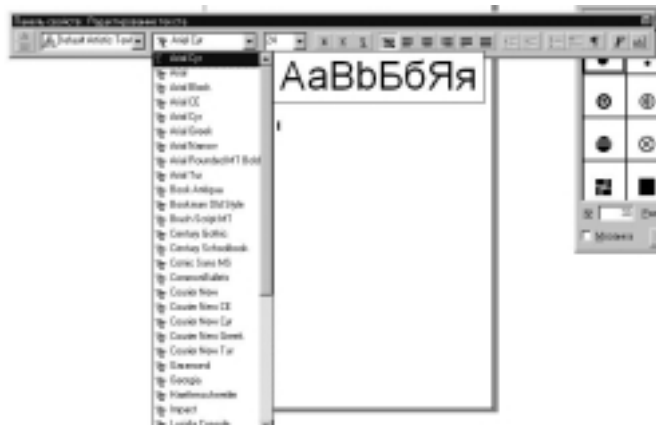 Панель свойств: Редактирование текста
Default Artistic Text Arial Cyr 24
AaBbБбЯя
Arial Cyr
Arial
Arial Black
Arial CE
Arial Cyr
Arial Greek
Arial Narrow
Arial Rounded MT Bold
Arial Tur
Book Antiqua
Bookman Old Style
Brush Script MT
Century Gothic
Century Schoolbook
Comic Sans MS
CommonBullets
Courier New
Courier New CE
Courier New Cyr
Courier New Greek
Courier New Tur
Garamond
Georgia
Haettenschweiler
Impact
Lucida Console
Мозаика